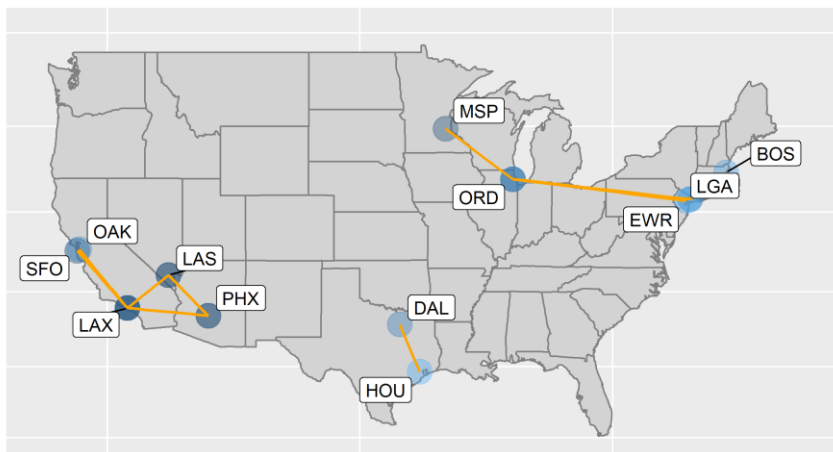 MSP
BOS
ORD
LGA
EWR
OAK
SFO
LAS
PHX
LAX
DAL
HOU